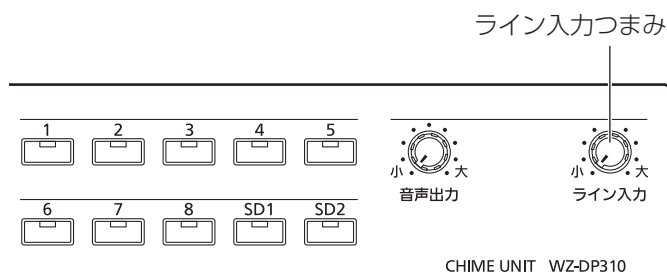 ライン入力つまみ
1 2 3 4 5
小 大 小 大
音声出力 ライン入力
6 7 8 SD1 SD2
CHIME UNIT WZ-DP310